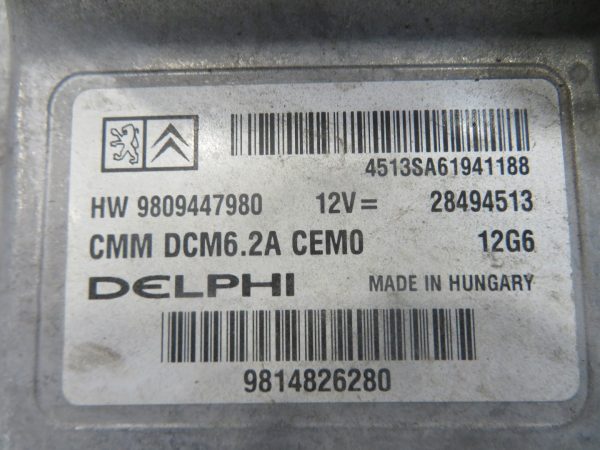 4513SA61941188
HW 9809447980 12V= 28494513
CMM DCM6.2A CEM0 12G6
DELPHI MADE IN HUNGARY
9814826280